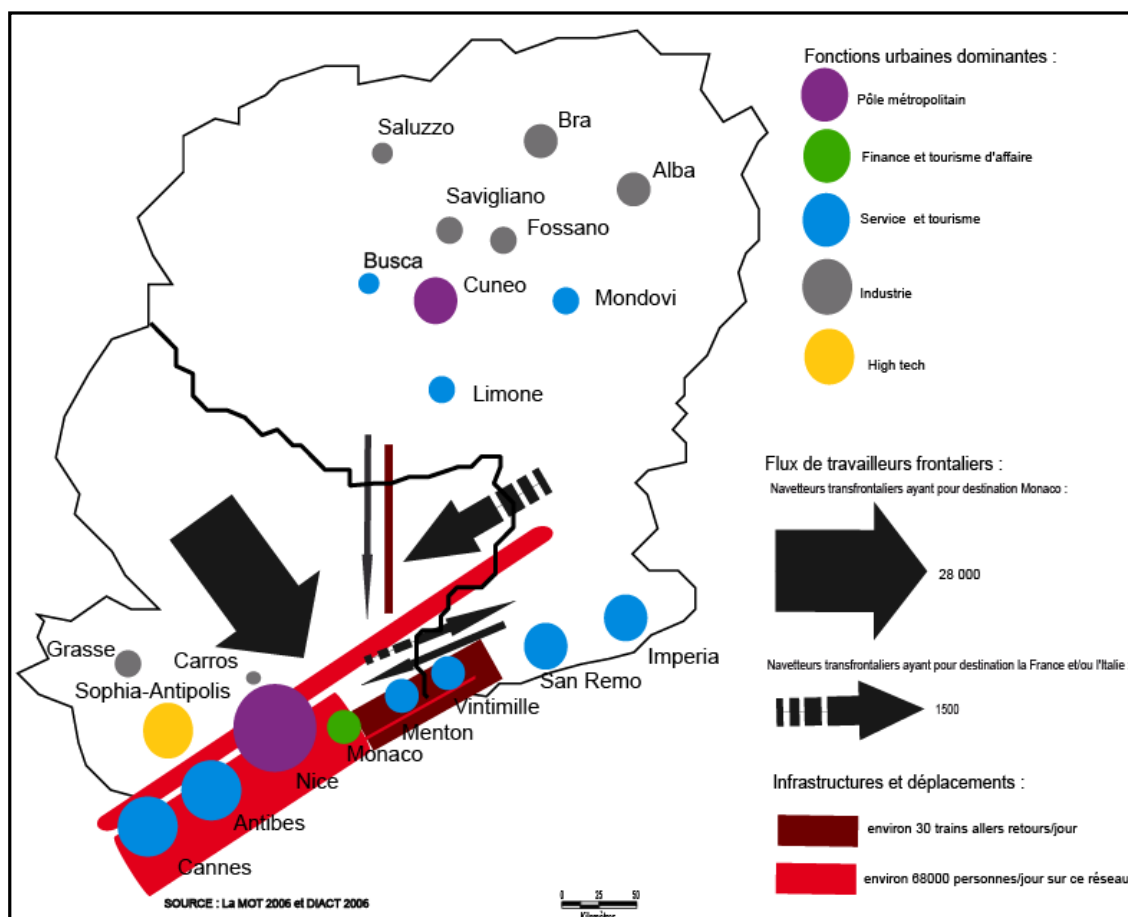 Saluzzo
Bra
Alba
Savigliano
Fossano
Busca
Cuneo
Mondovi
Limone
Grasse
Carros
Sophia-Antipolis
Imperia
San Remo
Vintimille
Menton
Monaco
Nice
Antibes
Cannes
SOURCE : La MOT 2006 et DIACT 2006
0 25 50
Kilomètres
Fonctions urbaines dominantes :
Pôle métropolitain
Finance et tourisme d'affaire
Service et tourisme
Industrie
High tech
Flux de travailleurs frontaliers :
Navetteurs transfrontaliers ayant pour destination Monaco :
28 000
Navetteurs transfrontaliers ayant pour destination la France et/ou l'Italie :
1500
Infrastructures et déplacements :
environ 30 trains allers retours/jour
environ 68000 personnes/jour sur ce réseau